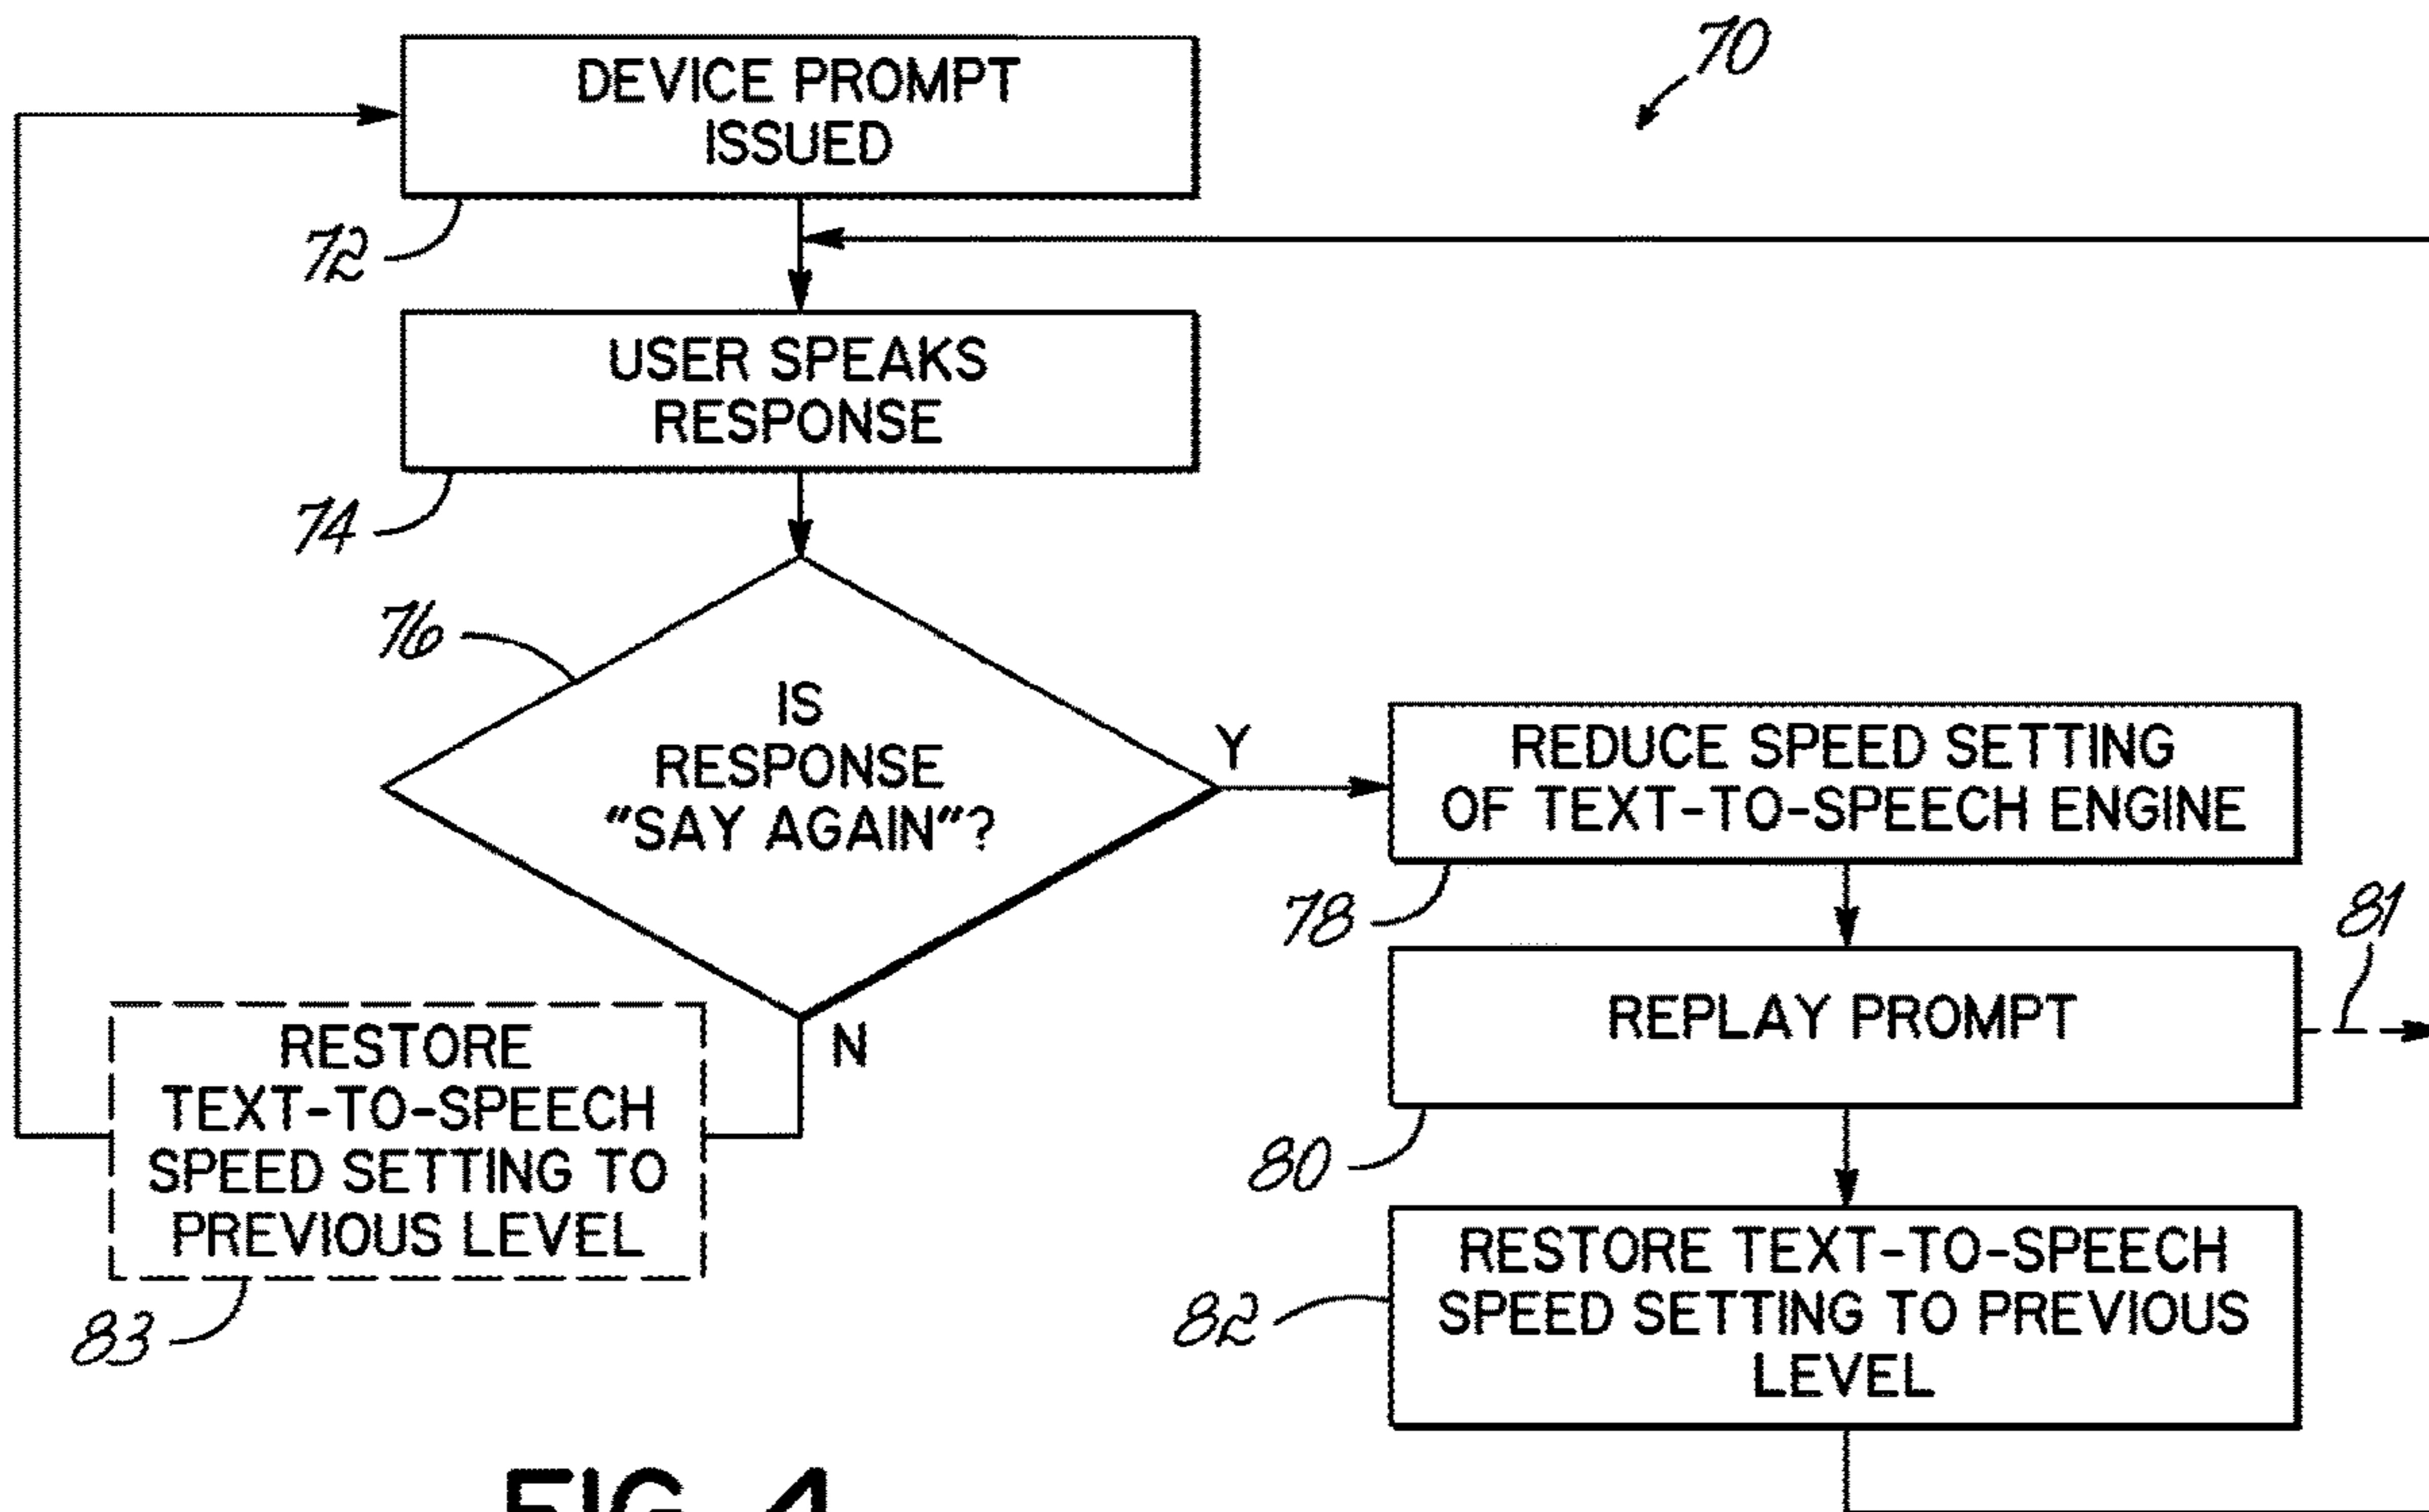 70
DEVICE PROMPT
ISSUED
72
USER SPEAKS
RESPONSE
74
76
IS
RESPONSE
"SAY AGAIN"?
Y
N
REDUCE SPEED SETTING
OF TEXT-TO-SPEECH ENGINE
78
81
REPLAY PROMPT
80
RESTORE
TEXT-TO-SPEECH
SPEED SETTING TO
PREVIOUS LEVEL
83
RESTORE TEXT-TO-SPEECH
SPEED SETTING TO PREVIOUS
LEVEL
82
FIG. 4